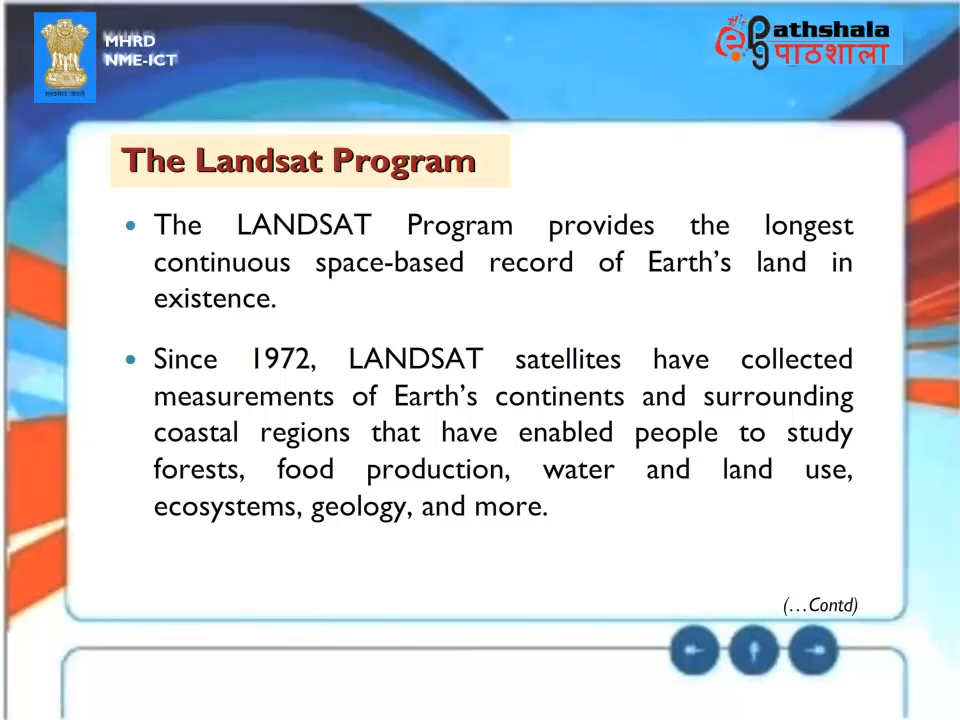 MHRD
NME-ICT
ePathshala
पाठशाला
The Landsat Program
• The LANDSAT Program provides the longest
continuous space-based record of Earth’s land in
existence.
• Since 1972, LANDSAT satellites have collected
measurements of Earth’s continents and surrounding
coastal regions that have enabled people to study
forests, food production, water and land use,
ecosystems, geology, and more.
(…Contd)